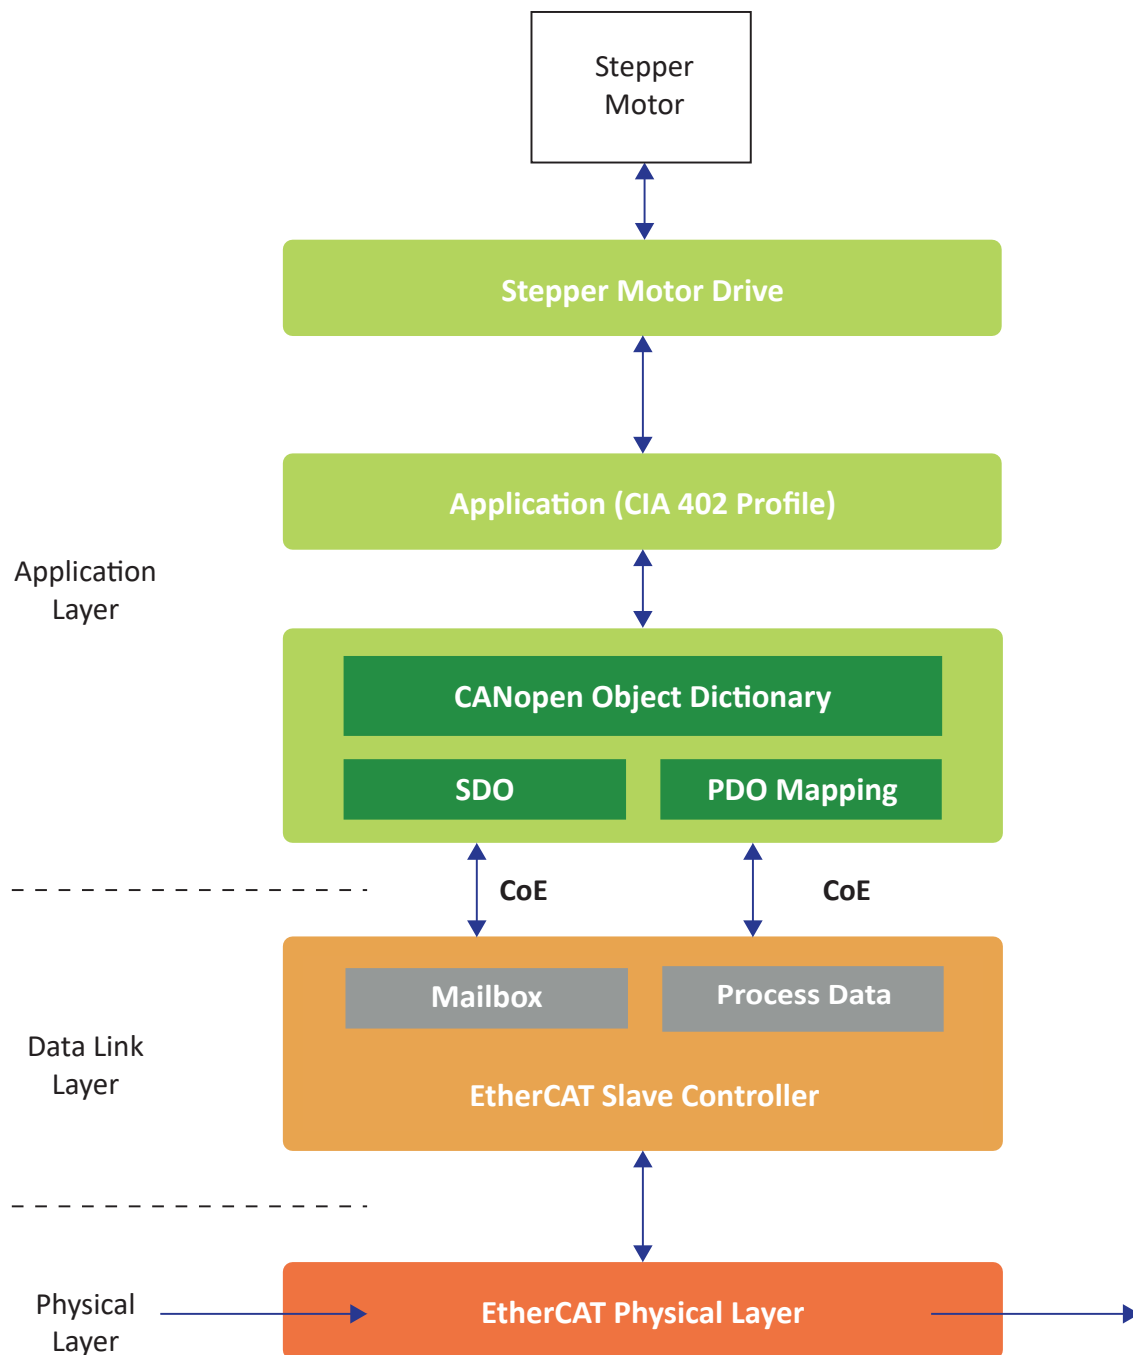 Stepper
Motor
Stepper Motor Drive
Application (CIA 402 Profile)
Application
Layer
CANopen Object Dictionary
SDO
PDO Mapping
CoE
CoE
Mailbox
Process Data
Data Link
Layer
EtherCAT Slave Controller
Physical
Layer
EtherCAT Physical Layer